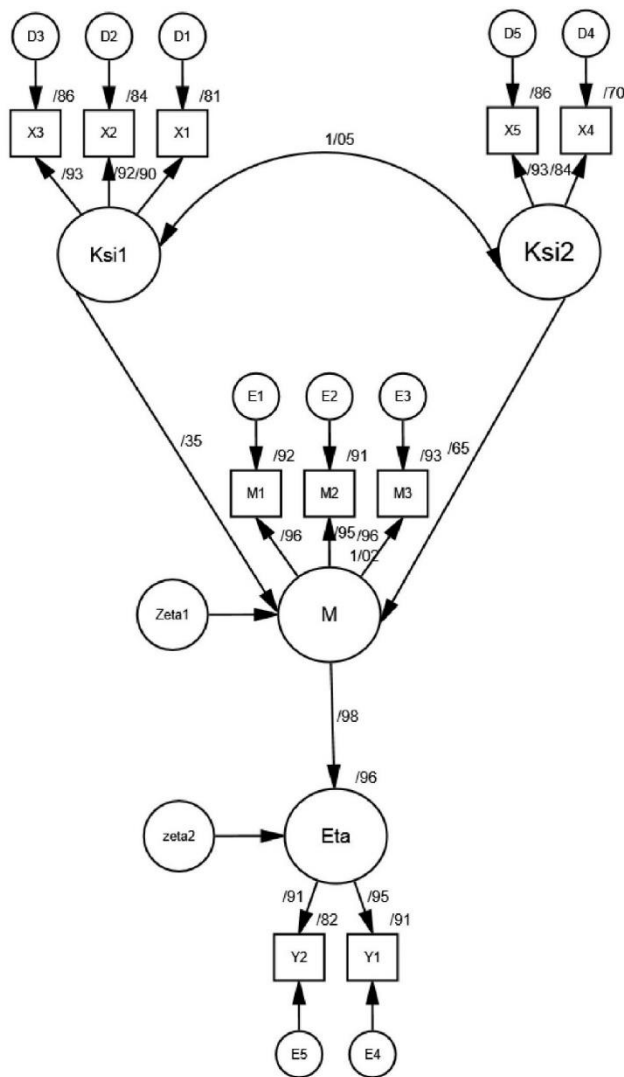 D3 D2 D1 D5 D4
/86 /84 /81 /86 /70
X3 X2 X1 X5 X4
1/05
/93 /92 /90 /93 /84
Ksi1 Ksi2
E1 E2 E3
/35 /92 /91 /93 /65
M1 M2 M3
/96 /95 /96
1/02
Zeta1 M
/98
/96
zeta2 Eta
/91 /95
/82 /91
Y2 Y1
E5 E4